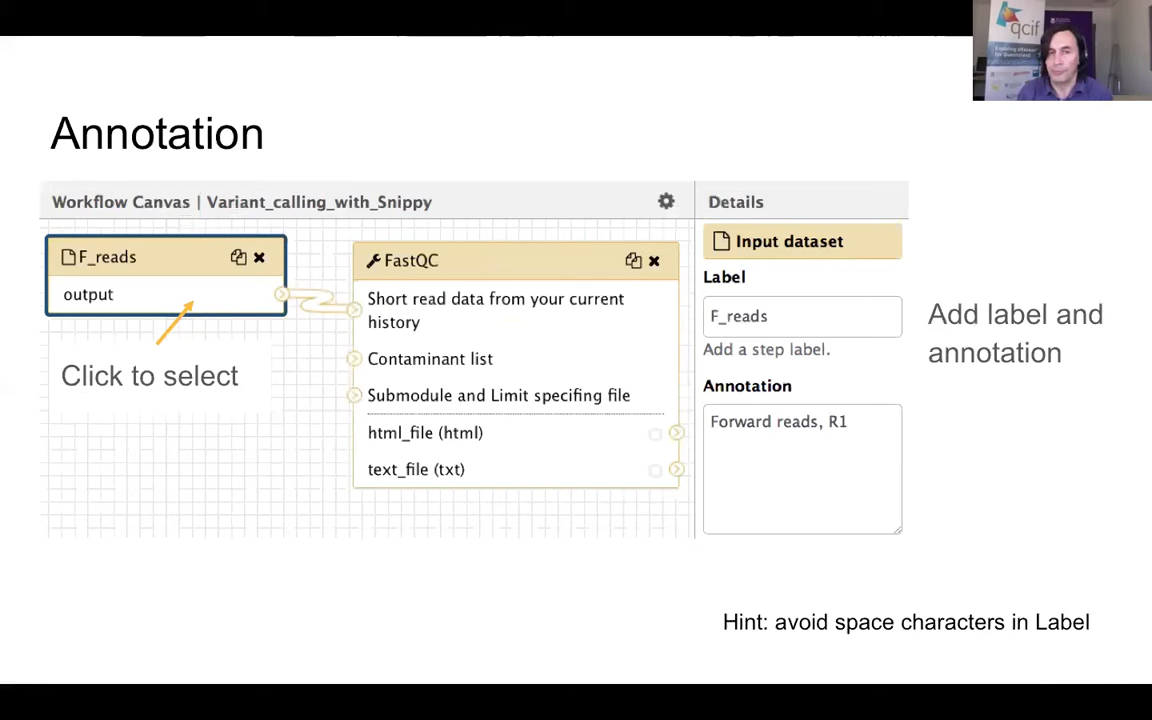 qcif
Annotation
Workflow Canvas | Variant_calling_with_Snippy
Details
F_reads
output
Click to select
FastQC
Short read data from your current
history
Contaminant list
Submodule and Limit specifing file
html_file (html)
text_file (txt)
Input dataset
Label
F_reads
Add a step label.
Annotation
Forward reads, R1
Add label and
annotation
Hint: avoid space characters in Label